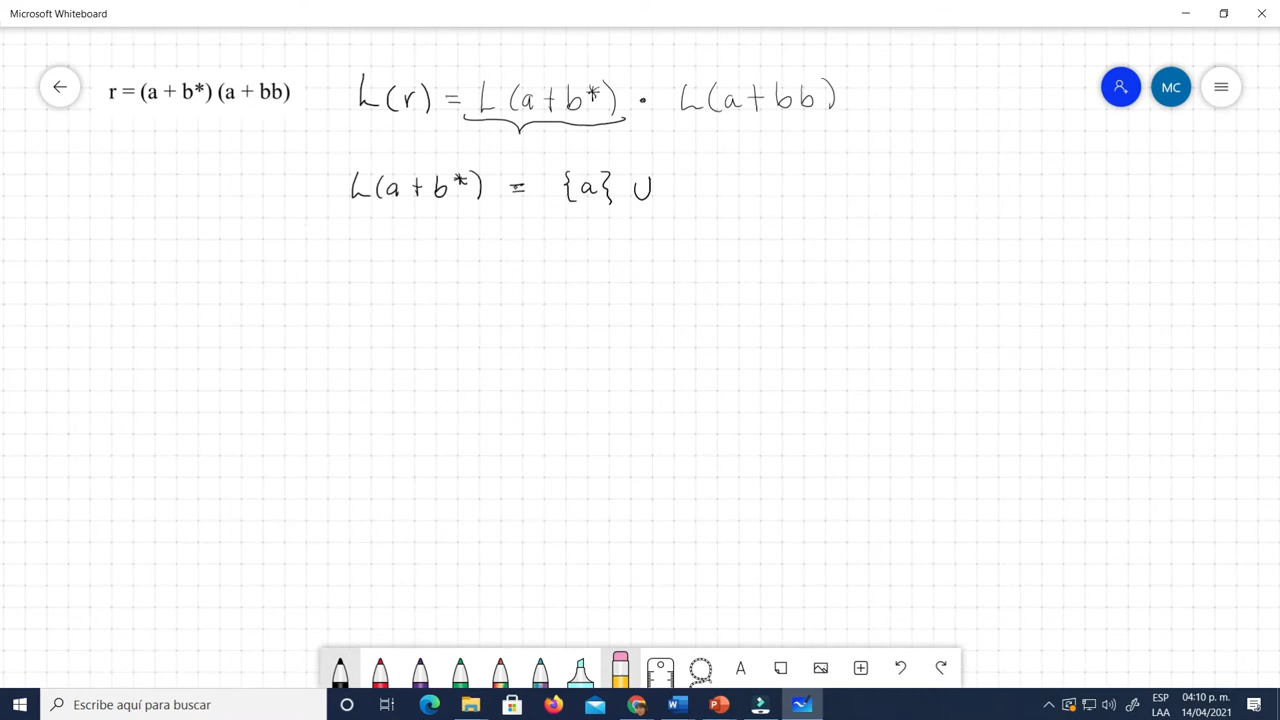 Microsoft Whiteboard
r = (a + b*) (a + bb)
L(r) = L (a+b*) · L(a+bb)
MC
L(a+b*) = {a} ∪
A
Escribe aquí para buscar
ESP
LAA
04:10 p. m.
14/04/2021